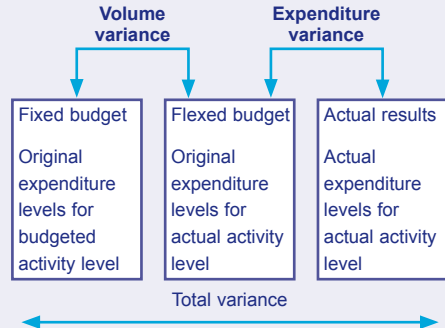 Volume
variance
Expenditure
variance
Fixed budget
Original
expenditure
levels for
budgeted
activity level
Flexed budget
Original
expenditure
levels for
actual activity
level
Actual results
Actual
expenditure
levels for
actual activity
level
Total variance